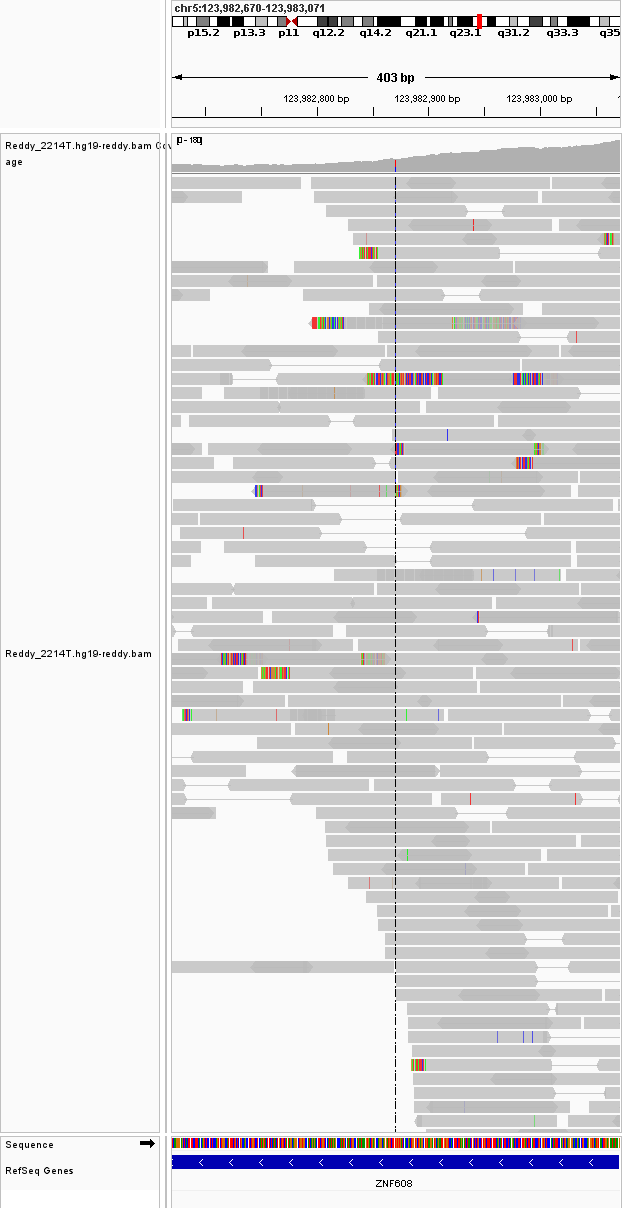 chr5:123,982,670-123,983,071
p15.2 p13.3 p11 q12.2 q14.2 q21.1 q23.1 q31.2 q33.3 q35
403 bp
123,982,800 bp 123,982,900 bp 123,983,000 bp
Reddy_2214T.hg19-reddy.bam Cov
age
[0 - 180]
Reddy_2214T.hg19-reddy.bam
Sequence
RefSeq Genes
ZNF608